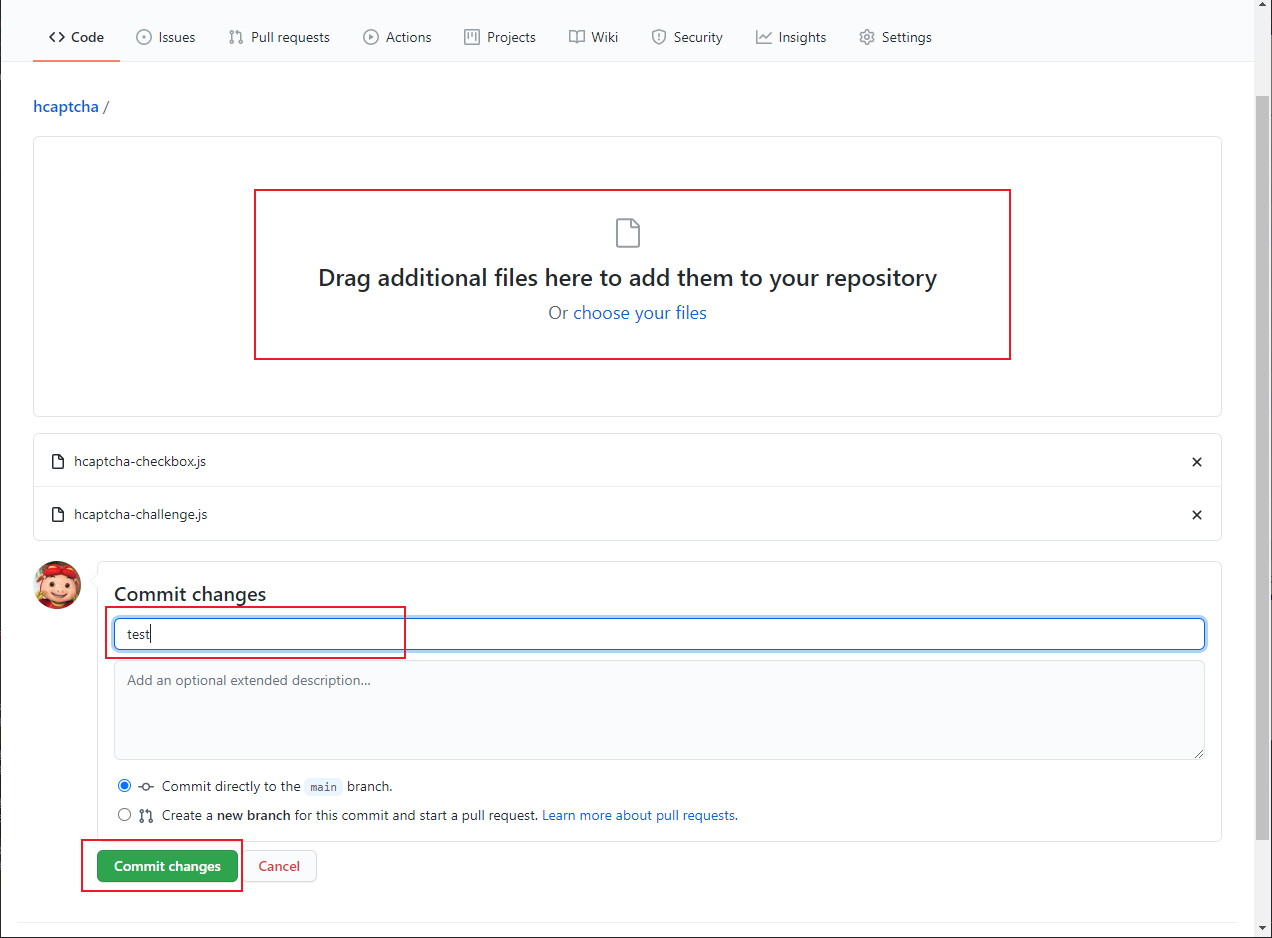 Code Issues Pull requests Actions Projects Wiki Security Insights Settings
hcaptcha /
Drag additional files here to add them to your repository
Or choose your files
hcaptcha-checkbox.js
hcaptcha-challenge.js
Commit changes
test
Add an optional extended description...
Commit directly to the main branch.
Create a new branch for this commit and start a pull request. Learn more about pull requests.
Commit changes Cancel